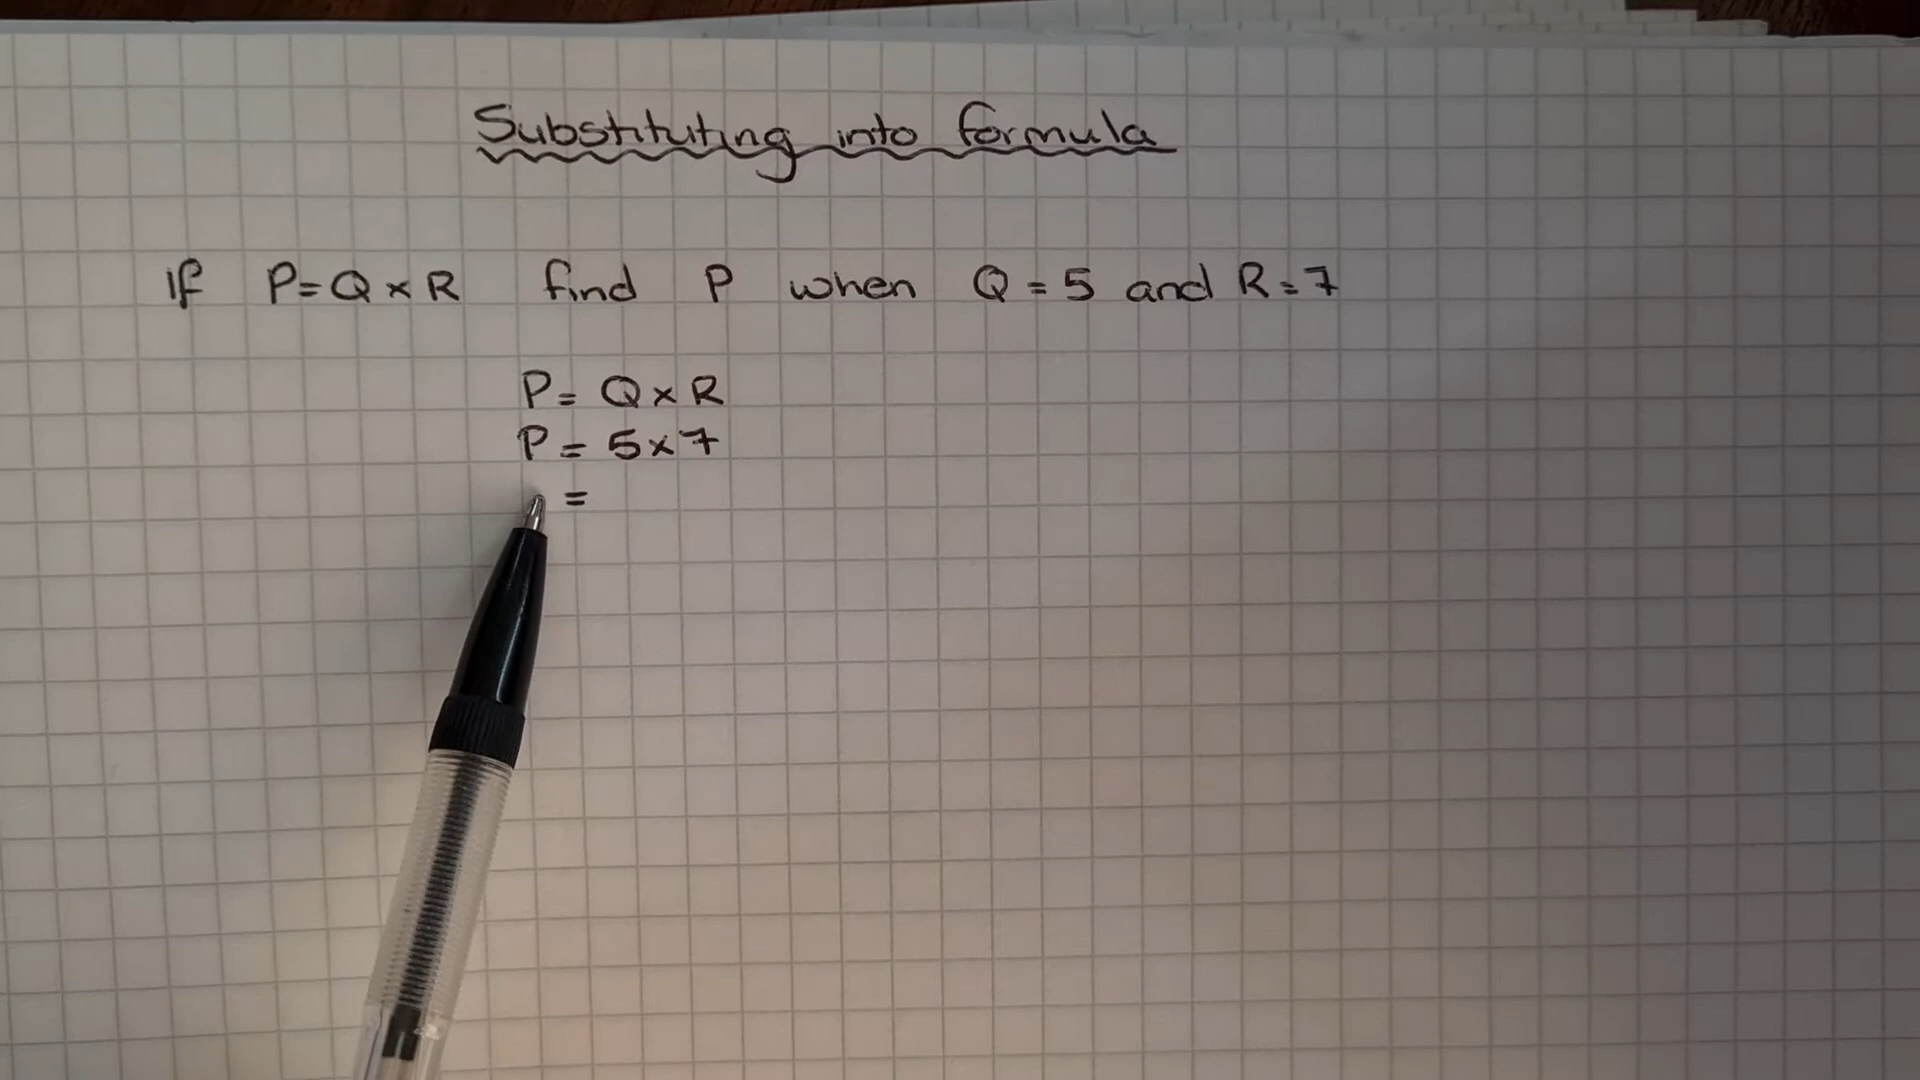 Substituting into formula
If P=Q×R find P when Q=5 and R=7
P= Q×R
P= 5×7
=